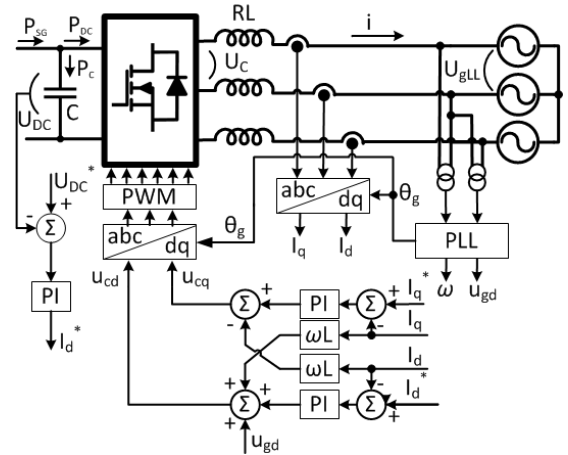 P_SG P_DC RL i
P_c U_C U_gLL
U_DC C
U_DC* PWM abc dq θ_g
+ - Σ abc dq θ_g I_q I_d PLL
u_cd u_cq ω u_gd
PI Σ + - PI Σ + - I_q*
I_d* ωL I_q
ωL I_d
+ + Σ + PI Σ - + I_d*
+ u_gd